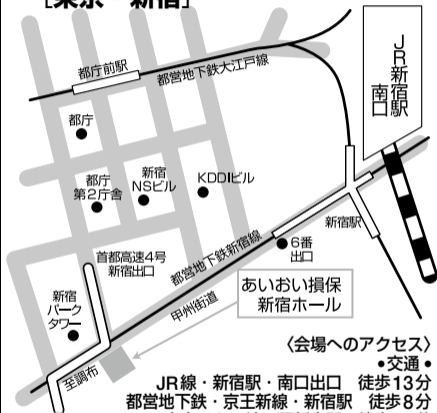 [東京・新宿]
JR新宿駅
南口
都庁前駅
都営地下鉄大江戸線
都庁
都庁
第2庁舎
新宿
NSビル
KDDIビル
新宿駅
6番
出口
首都高速4号
新宿出口
都営地下鉄新宿線
甲州街道
あいおい損保
新宿ホール
新宿
パーク
タワー
至調布
〈会場へのアクセス〉
•交通•
JR線・新宿駅・南口出口 徒歩13分
都営地下鉄・京王新線・新宿駅 徒歩8分